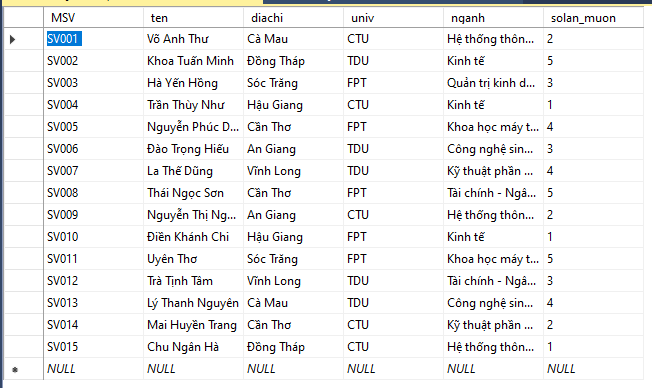 MSV ten diachi univ nganh solan_muon
SV001 Võ Anh Thư Cà Mau CTU Hệ thống thôn... 2
SV002 Khoa Tuấn Minh Đồng Tháp TDU Kinh tế 5
SV003 Hà Yến Hồng Sóc Trăng FPT Quản trị kinh d... 3
SV004 Trần Thùy Như Hậu Giang CTU Kinh tế 1
SV005 Nguyễn Phúc D... Cần Thơ FPT Khoa học máy t... 4
SV006 Đào Trọng Hiếu An Giang TDU Công nghệ sin... 3
SV007 La Thế Dũng Vĩnh Long TDU Kỹ thuật phần ... 4
SV008 Thái Ngọc Sơn Cần Thơ FPT Tài chính - Ngâ... 5
SV009 Nguyễn Thị Ng... An Giang CTU Hệ thống thôn... 2
SV010 Điền Khánh Chi Hậu Giang FPT Kinh tế 1
SV011 Uyên Thơ Sóc Trăng FPT Khoa học máy t... 5
SV012 Trà Tịnh Tâm Vĩnh Long TDU Tài chính - Ngâ... 3
SV013 Lý Thanh Nguyên Cà Mau TDU Công nghệ sin... 4
SV014 Mai Huyền Trang Cần Thơ CTU Kỹ thuật phần ... 2
SV015 Chu Ngân Hà Đồng Tháp CTU Hệ thống thôn... 1
NULL NULL NULL NULL NULL NULL